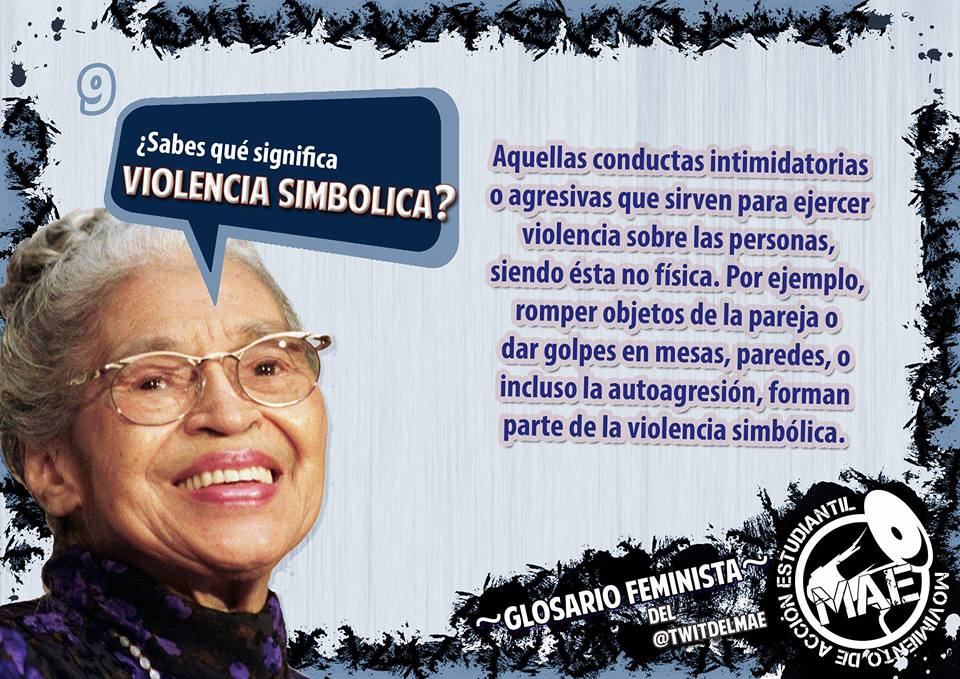 9
¿Sabes qué significa
VIOLENCIA SIMBOLICA?
Aquellas conductas intimidatorias
o agresivas que sirven para ejercer
violencia sobre las personas,
siendo ésta no física. Por ejemplo,
romper objetos de la pareja o
dar golpes en mesas, paredes, o
incluso la autoagresión, forman
parte de la violencia simbólica.
~GLOSARIO FEMINISTA~
DEL
@TWITDELMAE
MAE
MOVIMIENTO DE ACCIÓN ESTUDIANTIL